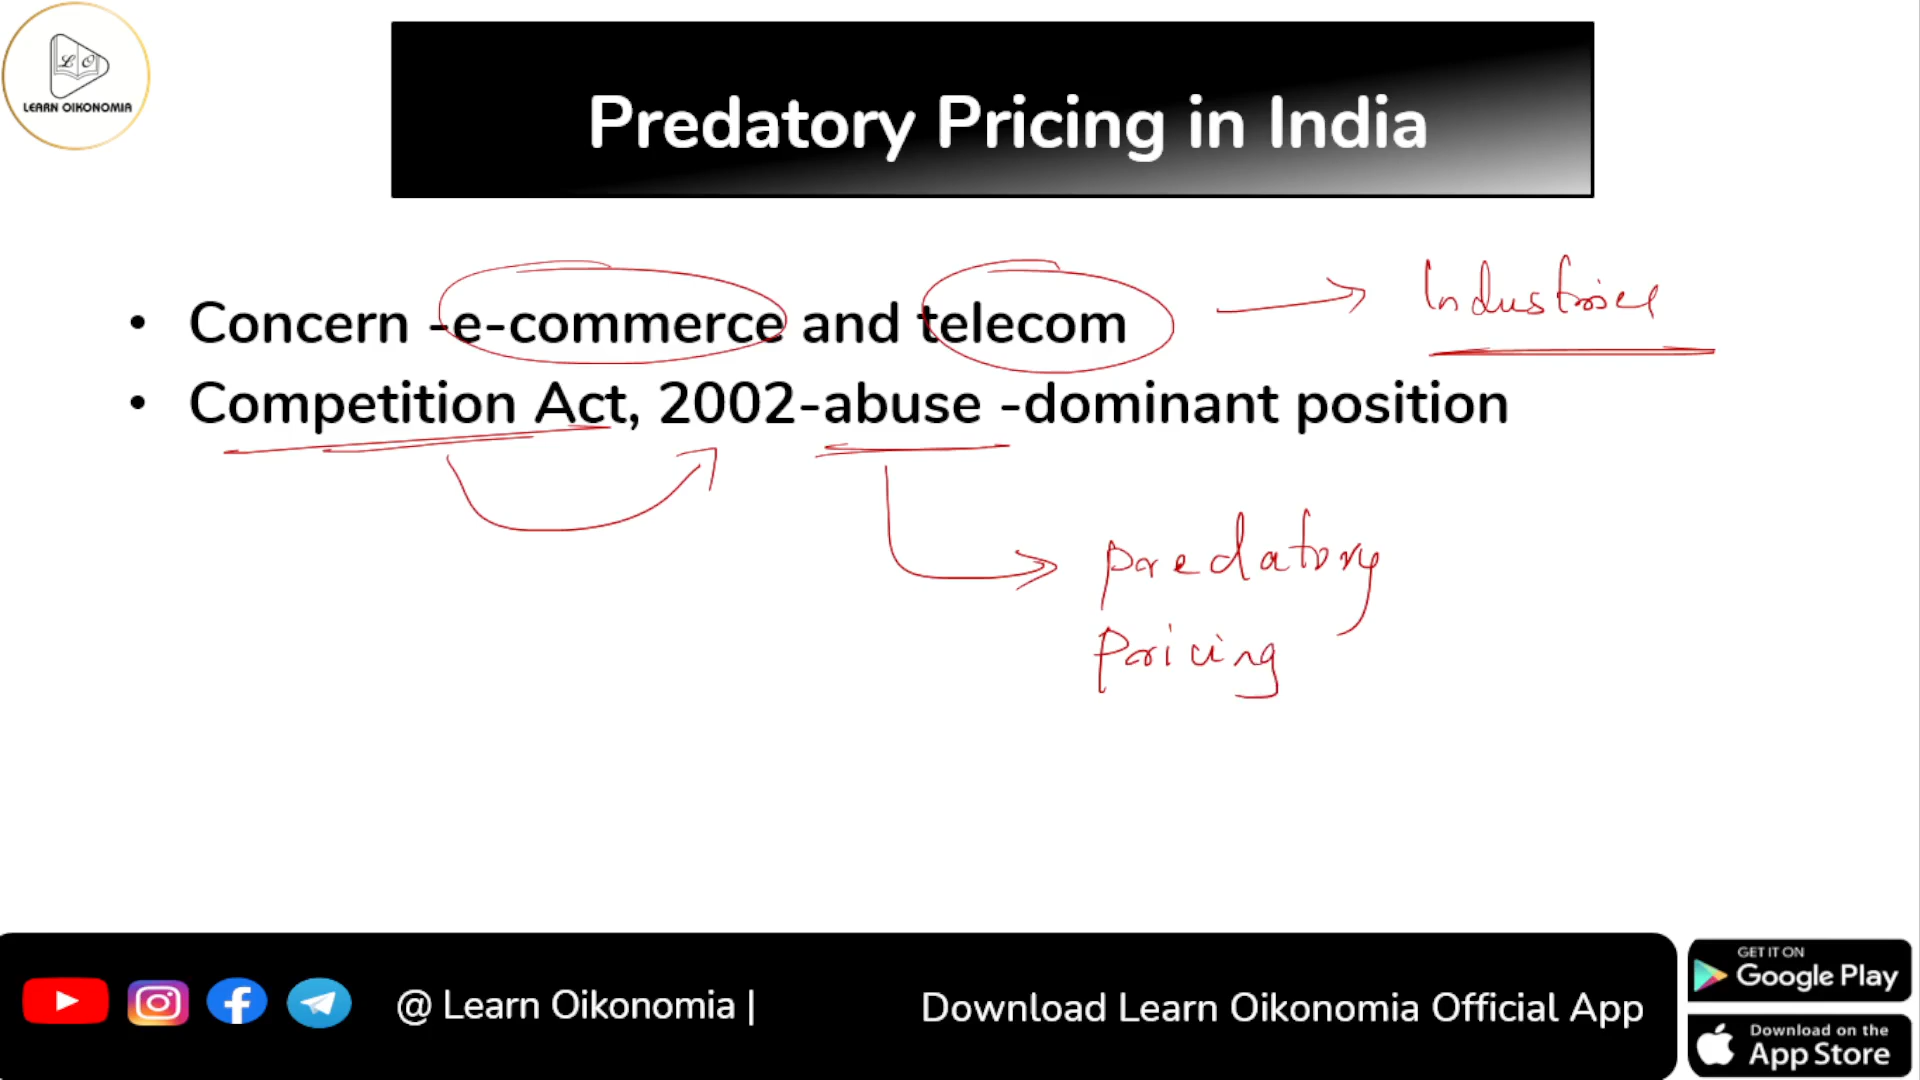 LO
LEARN OIKONOMIA
Predatory Pricing in India
• Concern -e-commerce and telecom
Industries
• Competition Act, 2002-abuse -dominant position
Predatory
Pricing
@ Learn Oikonomia |
Download Learn Oikonomia Official App
GET IT ON
Google Play
Download on the
App Store